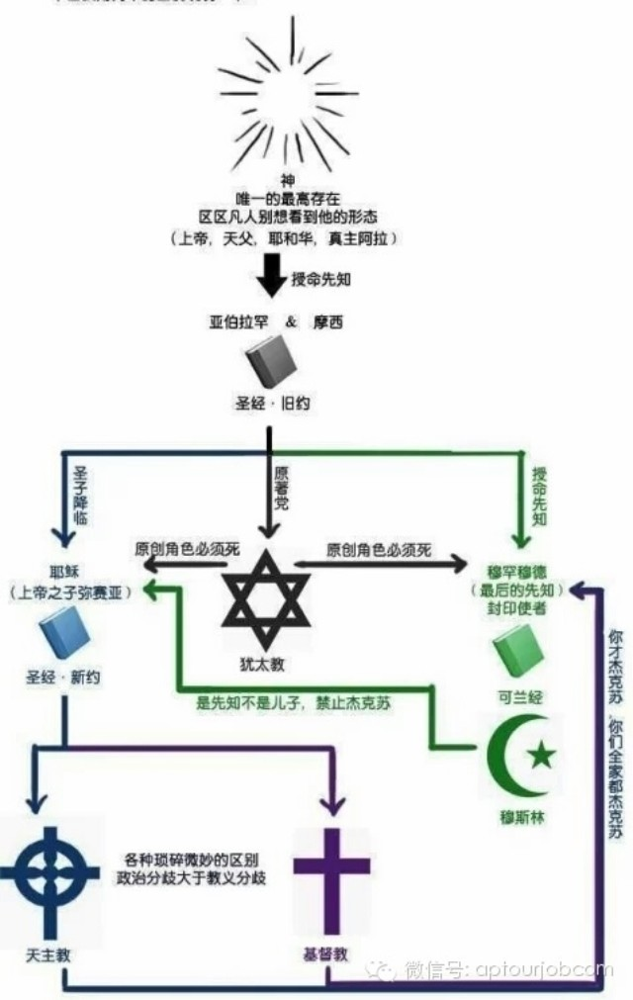 神
唯一的最高存在
区区凡人别想看到他的形态
（上帝，天父，耶和华，真主阿拉）
授命先知
亚伯拉罕 & 摩西
圣经·旧约
圣子降临
原著党
授命先知
原创角色必须死
原创角色必须死
耶稣
（上帝之子弥赛亚）
穆罕穆德
（最后的先知）
封印使者
圣经·新约
犹太教
可兰经
是先知不是儿子，禁止杰克苏
你才杰克苏，你们全家都杰克苏
穆斯林
各种琐碎微妙的区别
政治分歧大于教义分歧
天主教
基督教
微信号: aptourjobcom